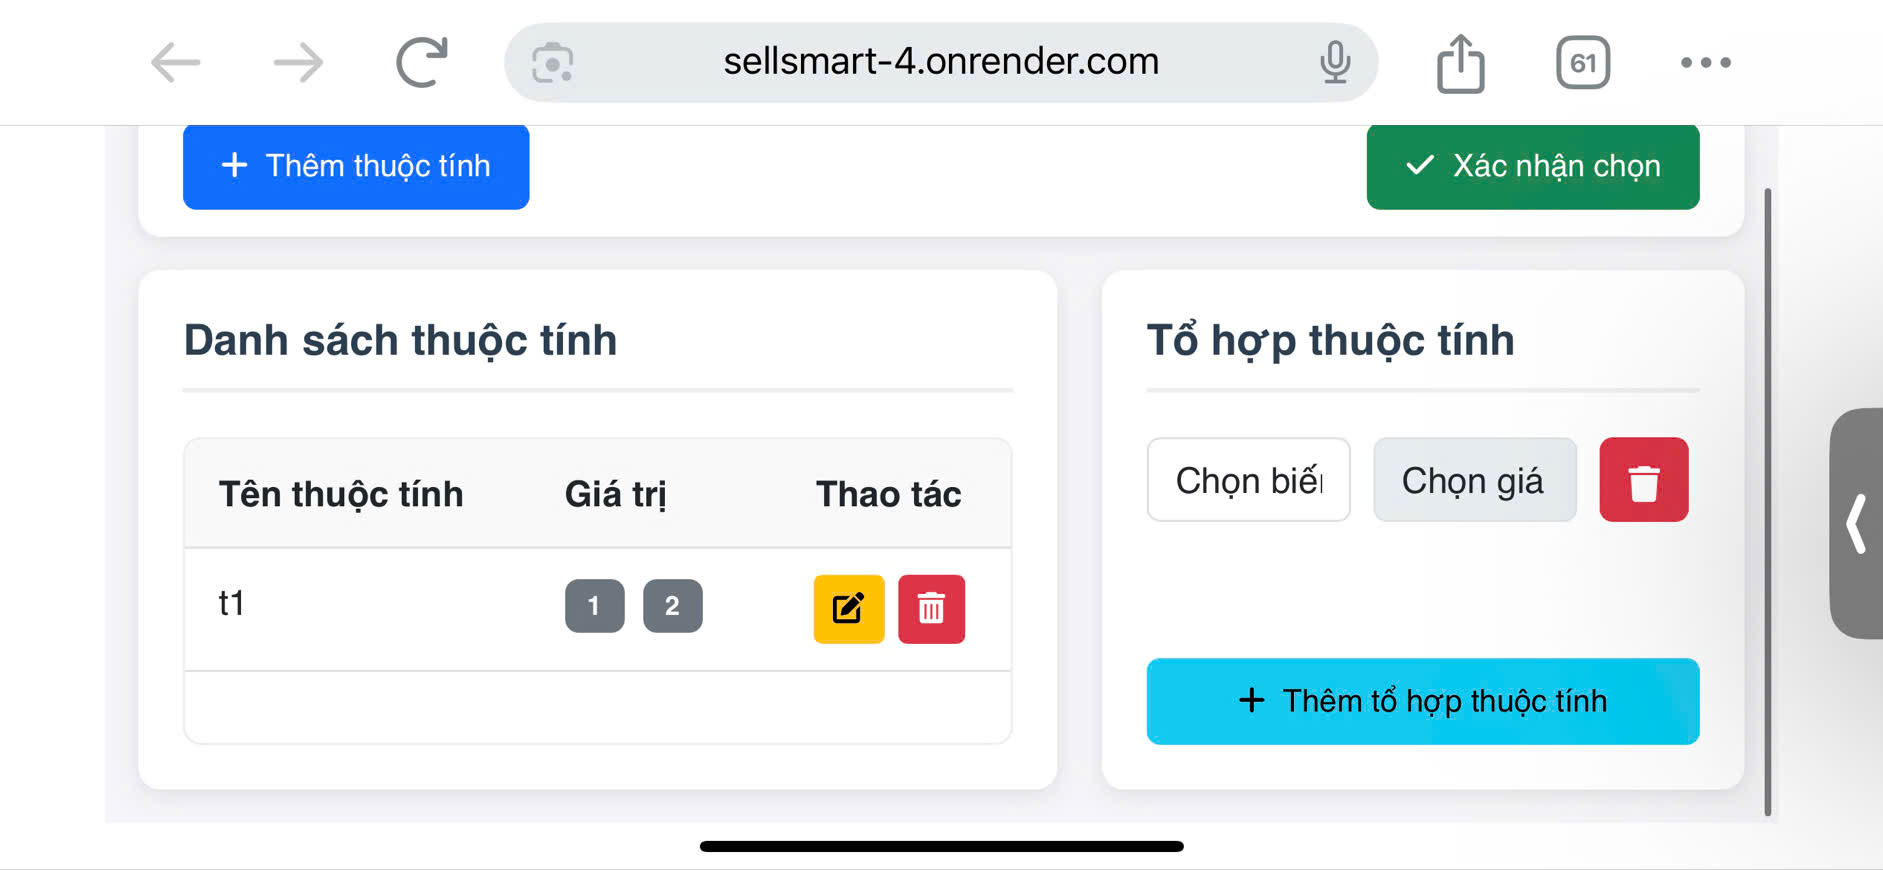 sellsmart-4.onrender.com
61
Thêm thuộc tính
Xác nhận chọn
Danh sách thuộc tính
Tổ hợp thuộc tính
Tên thuộc tính Giá trị Thao tác
t1 1 2
Chọn biế
Chọn giá
Thêm tổ hợp thuộc tính